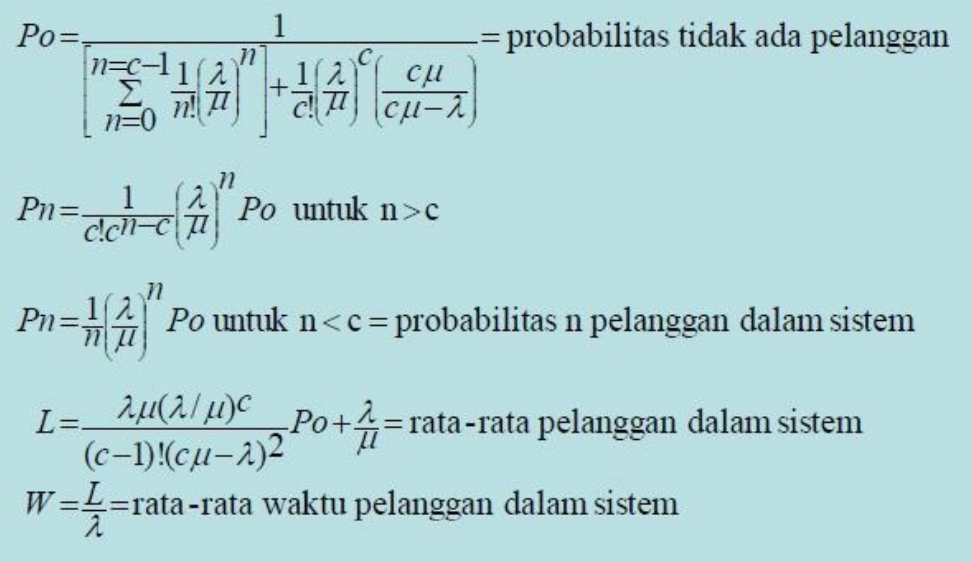 Po = 1 / [ n=c−1 Σ n=0 1/n! (λ/μ)^n ] + 1/c! (λ/μ)^c (cμ / cμ−λ) = probabilitas tidak ada pelanggan
Pn = 1 / c!c^n−c (λ/μ)^n Po untuk n>c
Pn = 1/n (λ/μ)^n Po untuk n < c = probabilitas n pelanggan dalam sistem
L = λμ(λ/μ)^c / (c−1)!(cμ−λ)^2 Po + λ/μ = rata-rata pelanggan dalam sistem
W = L/λ = rata-rata waktu pelanggan dalam sistem